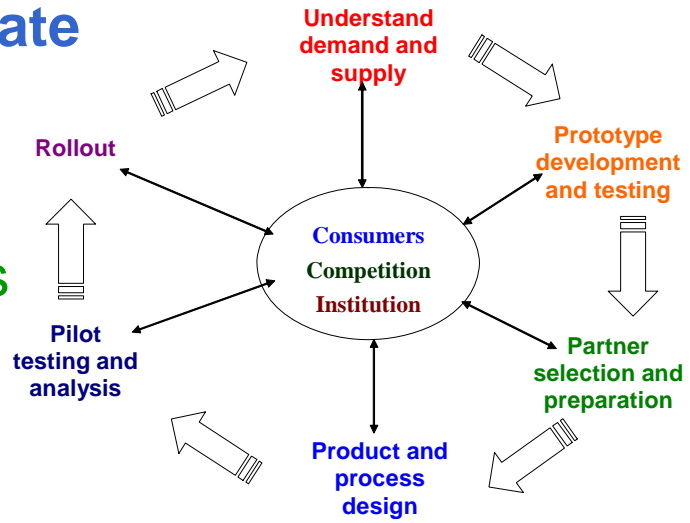 ate
Understand
demand and
supply
Rollout
Prototype
development
and testing
Consumers
Competition
Institution
s
Pilot
testing and
analysis
Partner
selection and
preparation
Product and
process
design